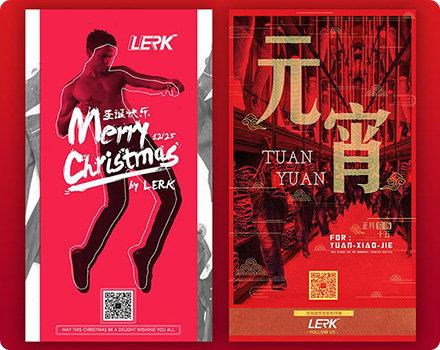 LERK
圣诞快乐
12/25
Merry
Christmas
by LERK
MAY THIS CHRISTMAS BE A DELIGHT WISHING YOU ALL.
元
宵
TUAN
YUAN
正月
十五
FOR:
YUAN-XIAO-JIE
LERK
- FOLLOW US -